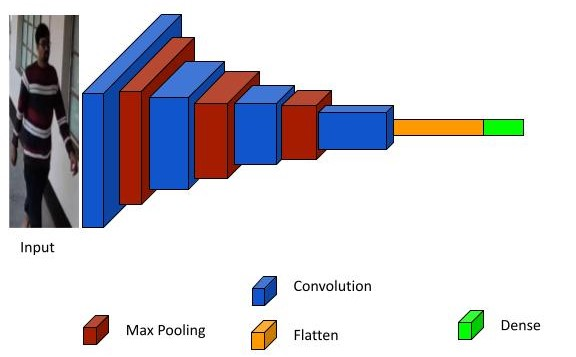 Input
Convolution
Max Pooling
Flatten
Dense